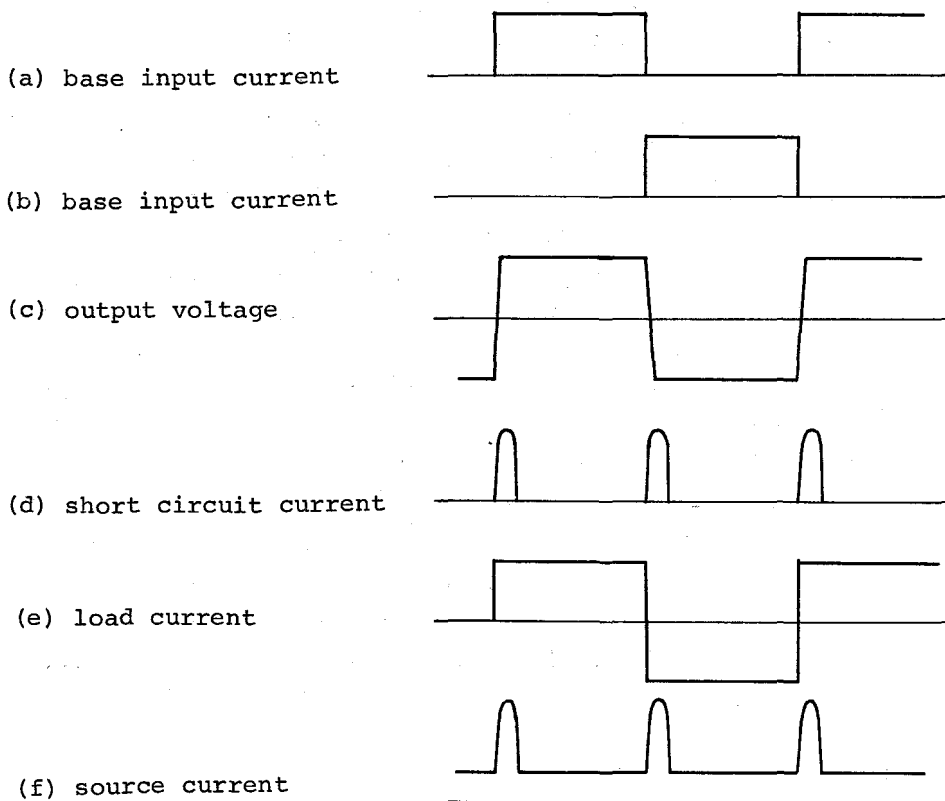 (a) base input current
(b) base input current
(c) output voltage
(d) short circuit current
(e) load current
(f) source current